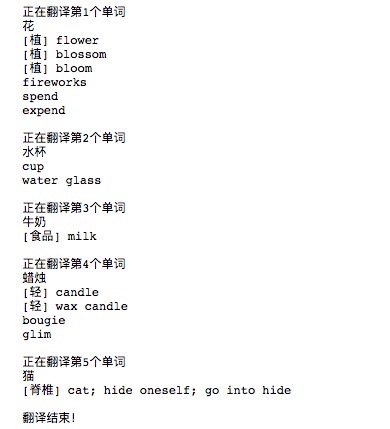 正在翻译第1个单词
花
[植] flower
[植] blossom
[植] bloom
fireworks
spend
expend
正在翻译第2个单词
水杯
cup
water glass
正在翻译第3个单词
牛奶
[食品] milk
正在翻译第4个单词
蜡烛
[轻] candle
[轻] wax candle
bougie
glim
正在翻译第5个单词
猫
[脊椎] cat; hide oneself; go into hide
翻译结束!